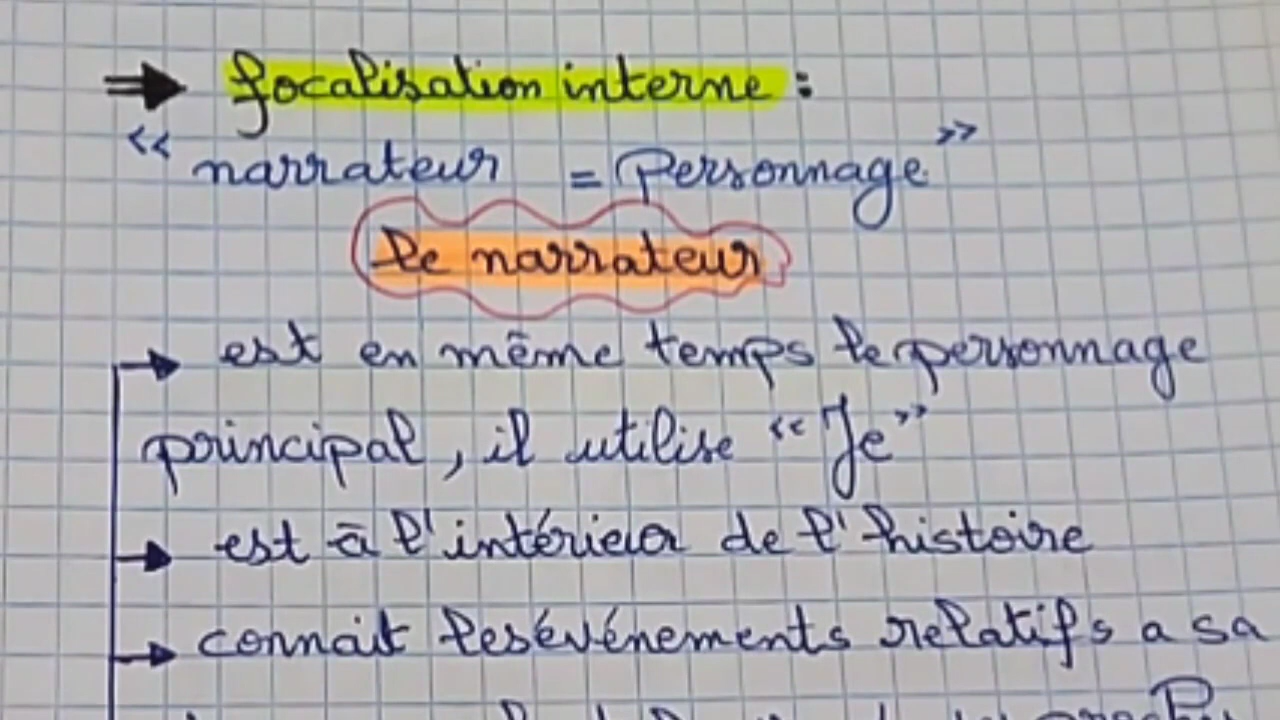 ⇒ focalisation interne :
« narrateur = Personnage »
le narrateur
→ est en même temps le personnage
principal, il utilise « Je »
→ est à l'intérieur de l'histoire
→ connait les événements relatifs a sa